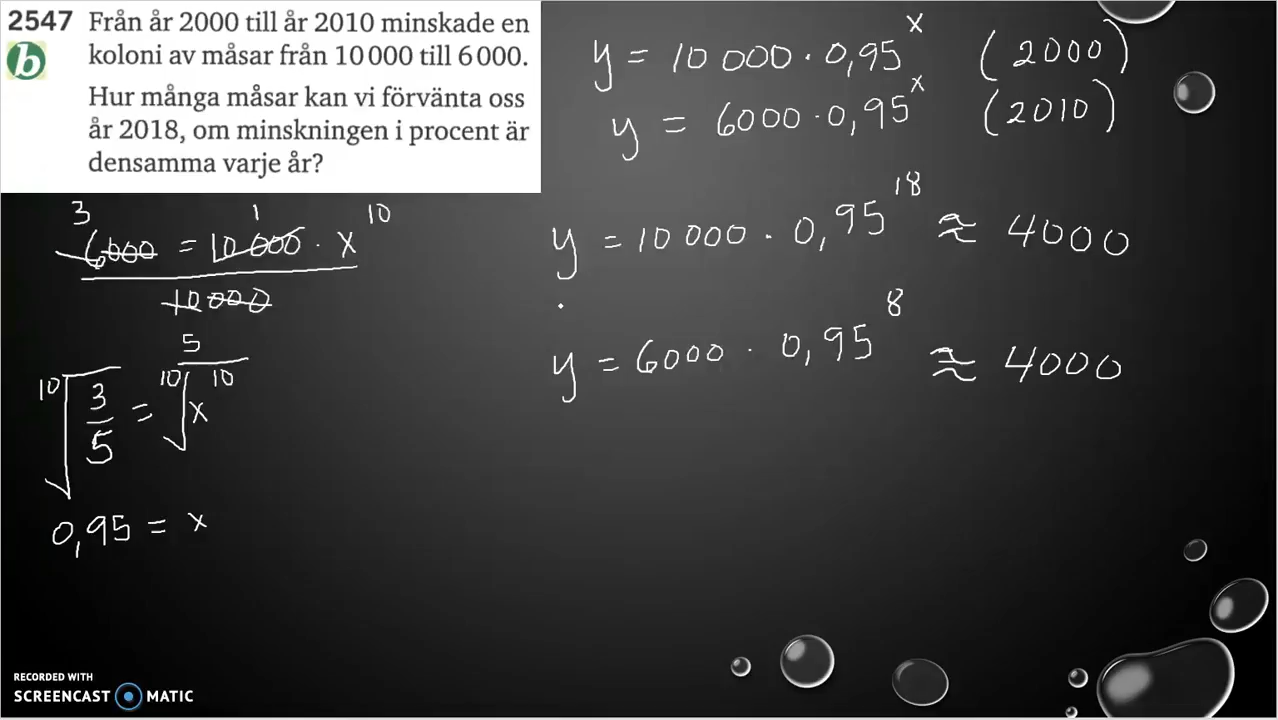 2547 Från år 2000 till år 2010 minskade en
b koloni av måsar från 10 000 till 6 000.
Hur många måsar kan vi förvänta oss
år 2018, om minskningen i procent är
densamma varje år?
3 1 10
6000 = 10 000 · x
10 000
5
10√(3/5) = 10√(x^10)
0,95 = x
y = 10 000 · 0,95^x (2000)
y = 6000 · 0,95^x (2010)
y = 10 000 · 0,95^18 ≈ 4000
y = 6000 · 0,95^8 ≈ 4000
RECORDED WITH
SCREENCAST MATIC